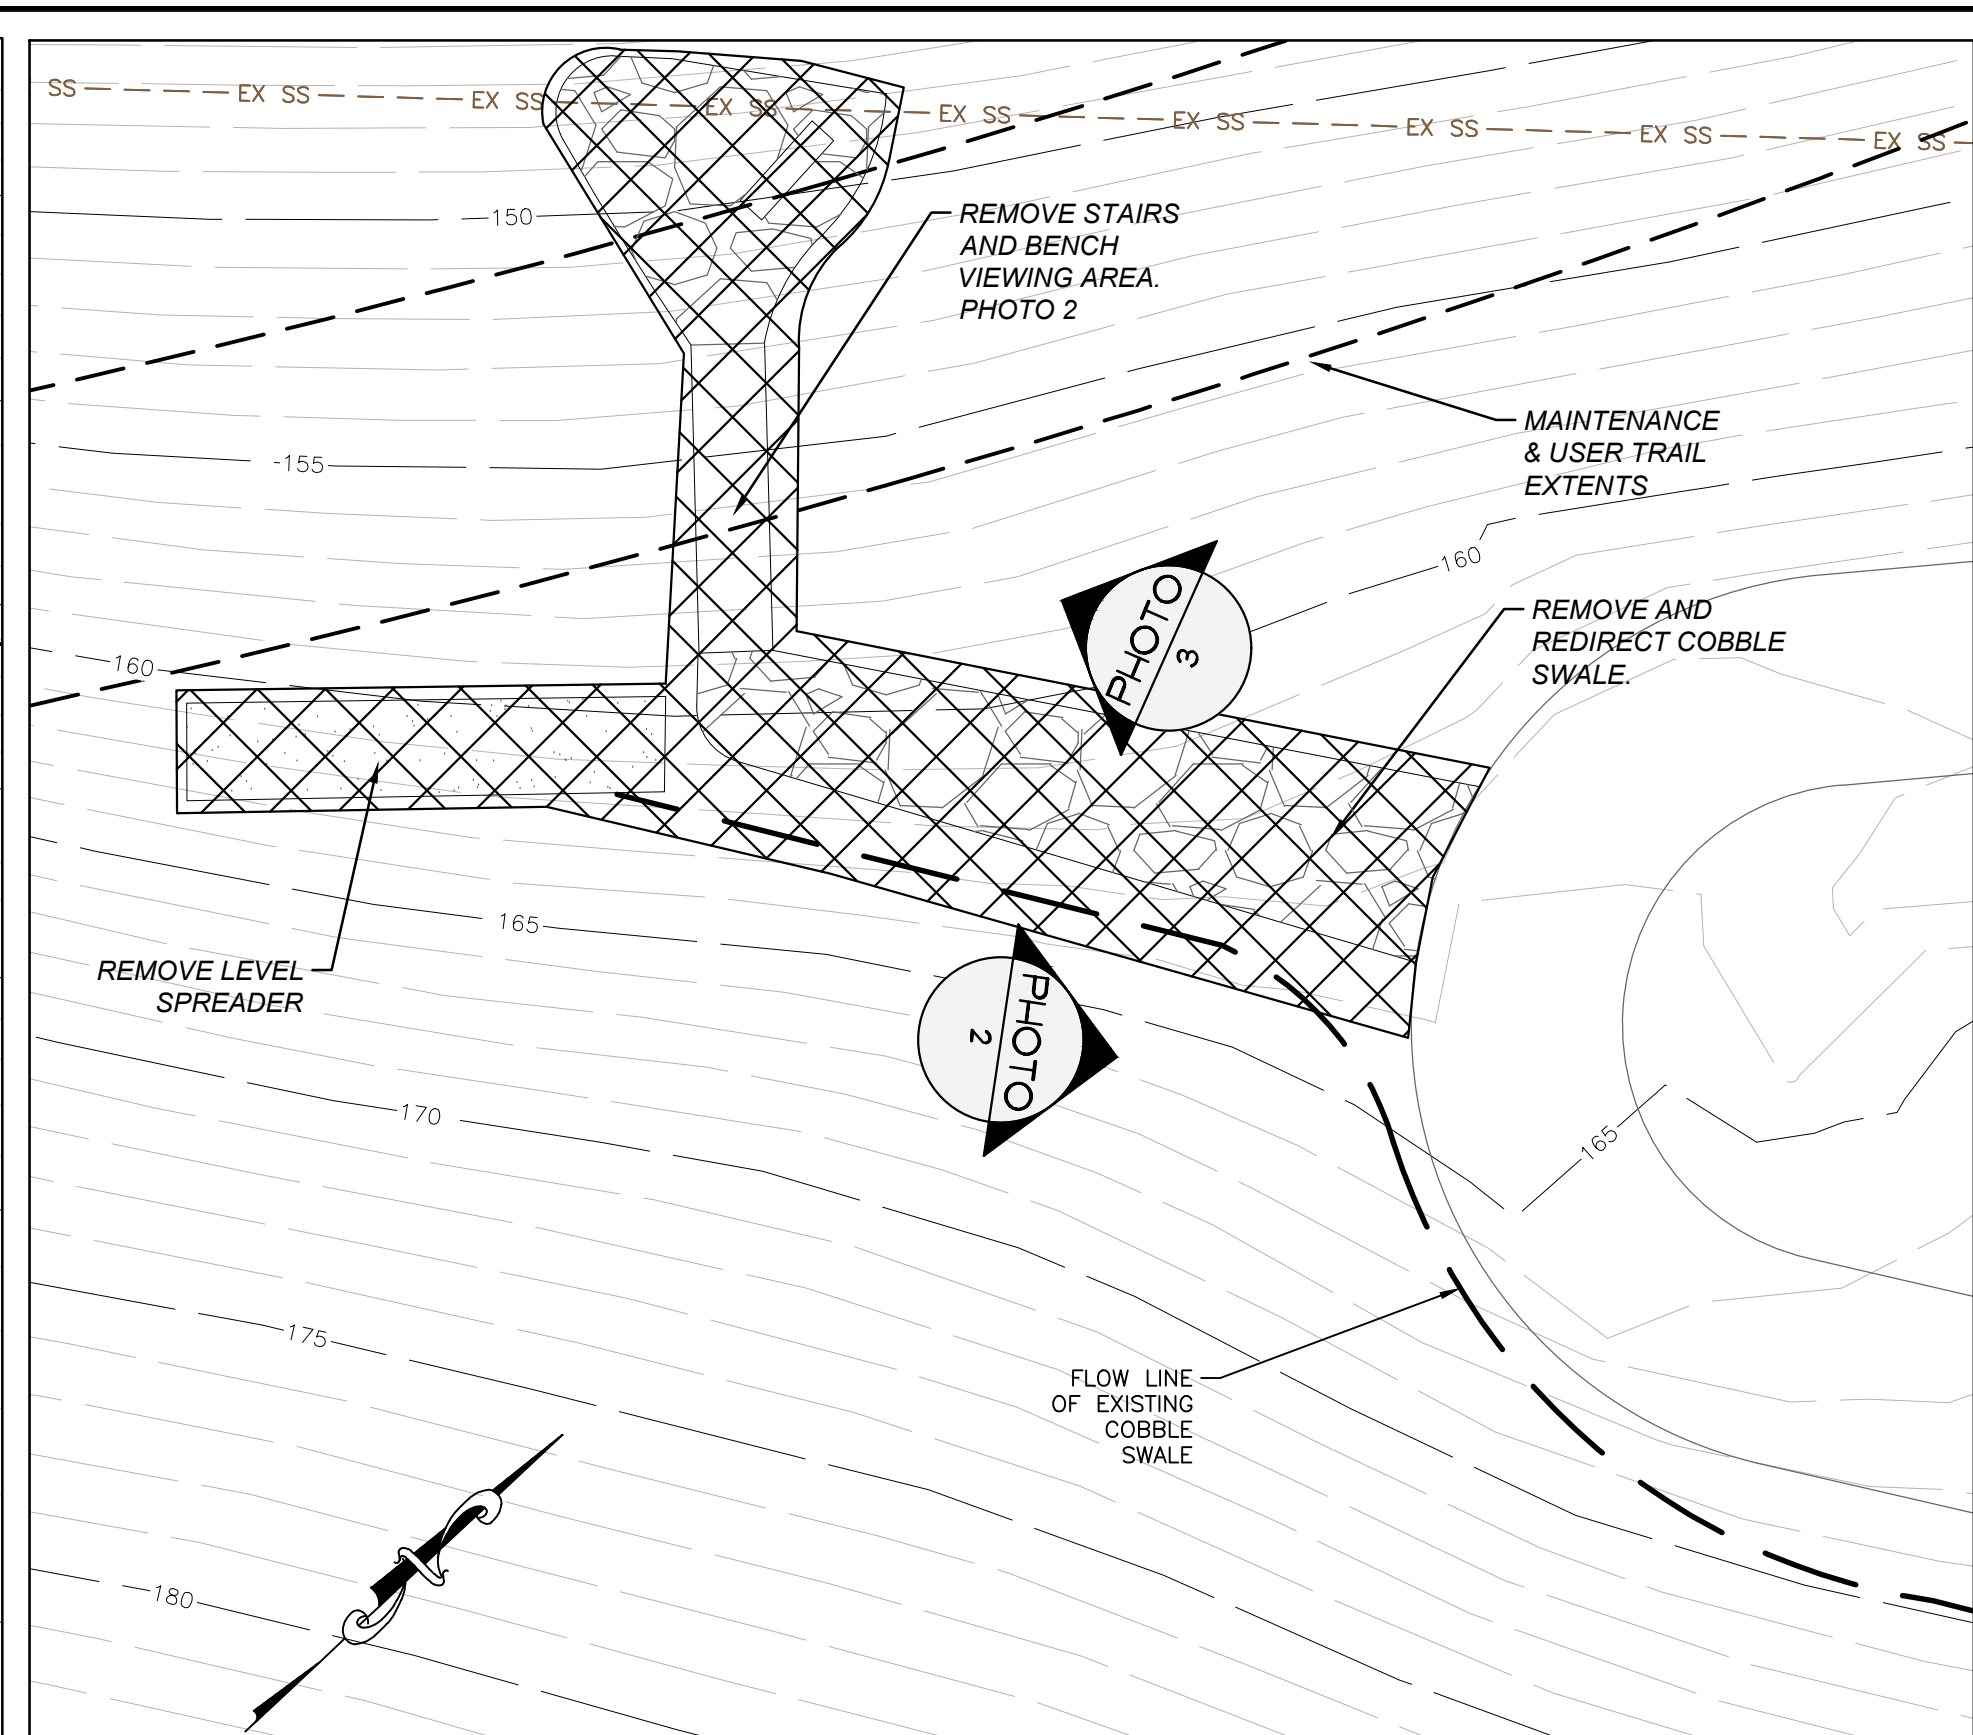 SS EX SS EX SS EX SS EX SS EX SS EX SS EX SS EX SS
150
REMOVE STAIRS
AND BENCH
VIEWING AREA.
PHOTO 2
MAINTENANCE
& USER TRAIL
EXTENTS
-155
160
PHOTO
3
REMOVE AND
REDIRECT COBBLE
SWALE.
160
165
REMOVE LEVEL
SPREADER
PHOTO
2
170
165
175
FLOW LINE
OF EXISTING
COBBLE
SWALE
180